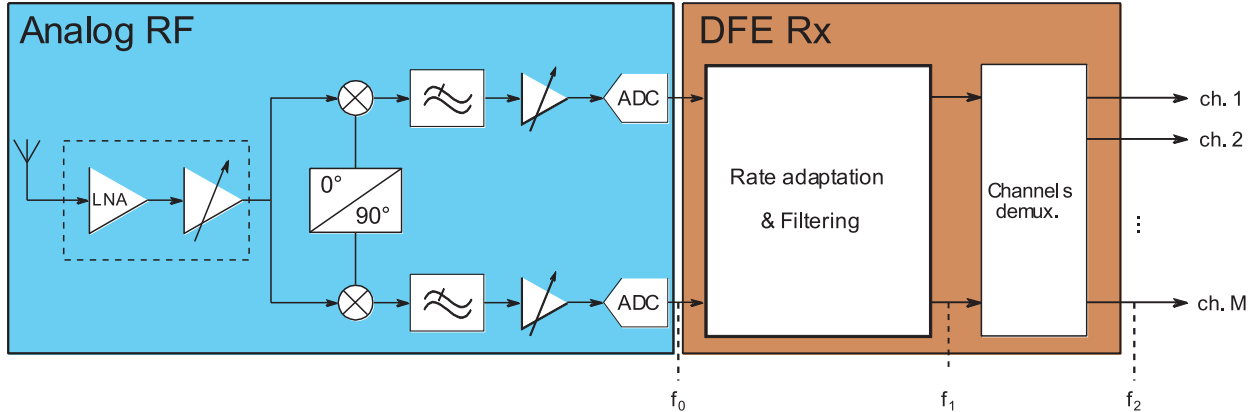 Analog RF
DFE Rx
LNA
0°
90°
ADC
ADC
Rate adaptation
& Filtering
Channels
demux.
ch. 1
ch. 2
⋮
ch. M
f0
f1
f2